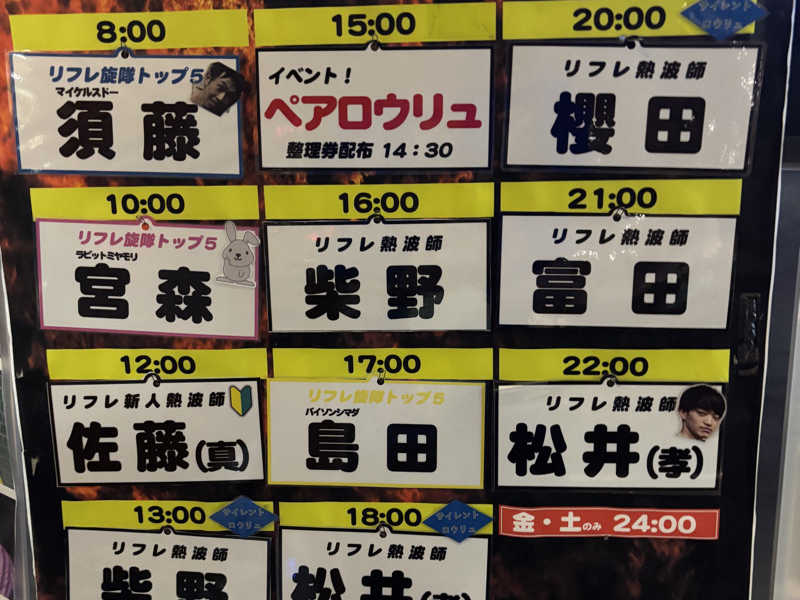 8:00
リフレ旋隊トップ5
マイケルスドー
須藤
10:00
リフレ旋隊トップ5
ラビットミヤモリ
宮森
12:00
リフレ新人熱波師
佐藤(真)
13:00
サイレント
ロウリュ
リフレ熱波師
柴野
15:00
イベント!
ペアロウリュ
整理券配布 14:30
16:00
リフレ熱波師
柴野
17:00
リフレ旋隊トップ5
バイソンシマダ
島田
18:00
サイレント
ロウリュ
リフレ熱波師
松井(孝)
20:00
サイレント
ロウリュ
リフレ熱波師
櫻田
21:00
リフレ熱波師
富田
22:00
リフレ熱波師
松井(孝)
金・土のみ 24:00